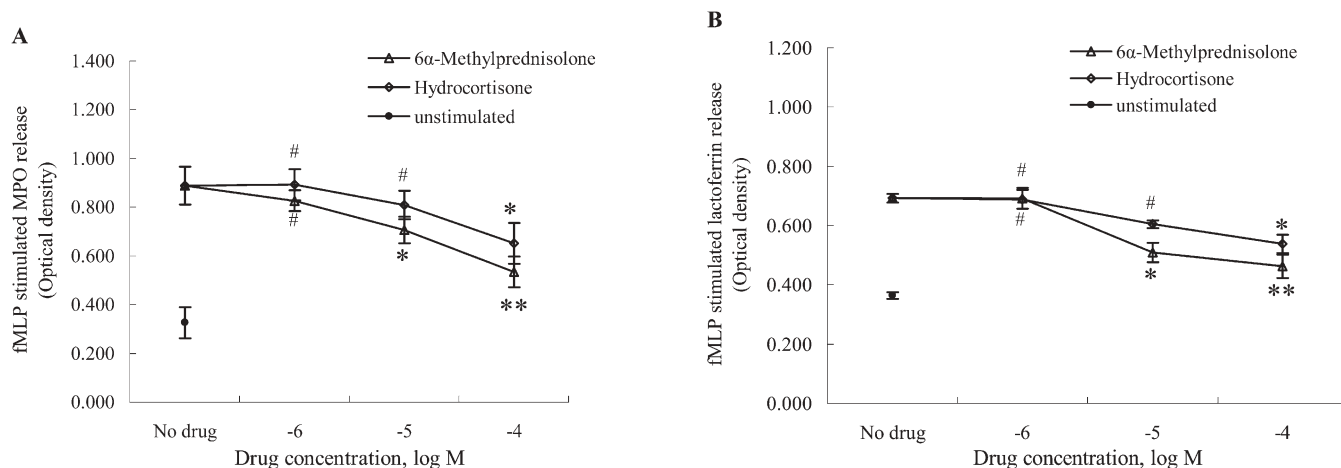 A
fMLP stimulated MPO release
(Optical density)
1.400
1.200
1.000
0.800
0.600
0.400
0.200
0.000
6α-Methylprednisolone
Hydrocortisone
unstimulated
#
#
#
*
*
**
No drug -6 -5 -4
Drug concentration, log M
B
fMLP stimulated lactoferrin release
(Optical density)
1.200
1.000
0.800
0.600
0.400
0.200
0.000
6α-Methylprednisolone
Hydrocortisone
unstimulated
#
#
#
*
*
**
No drug -6 -5 -4
Drug concentration, log M